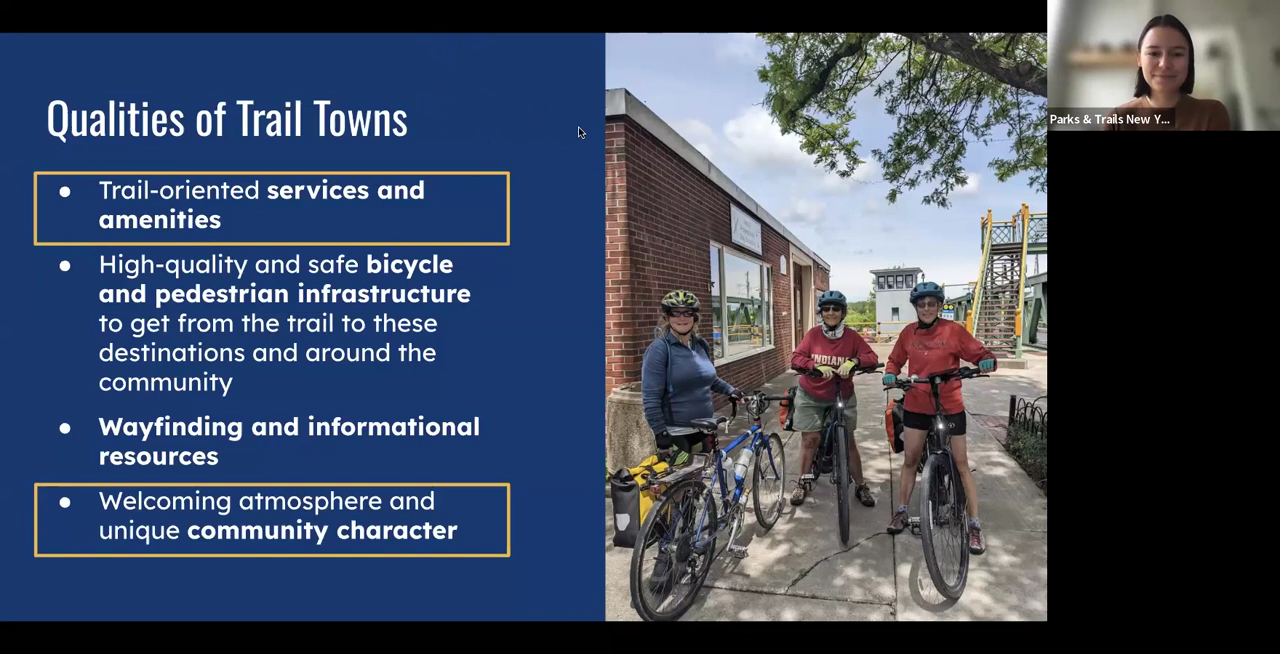 Qualities of Trail Towns
● Trail-oriented services and
amenities
● High-quality and safe bicycle
and pedestrian infrastructure
to get from the trail to these
destinations and around the
community
● Wayfinding and informational
resources
● Welcoming atmosphere and
unique community character
INDIANA
Parks & Trails New Y...